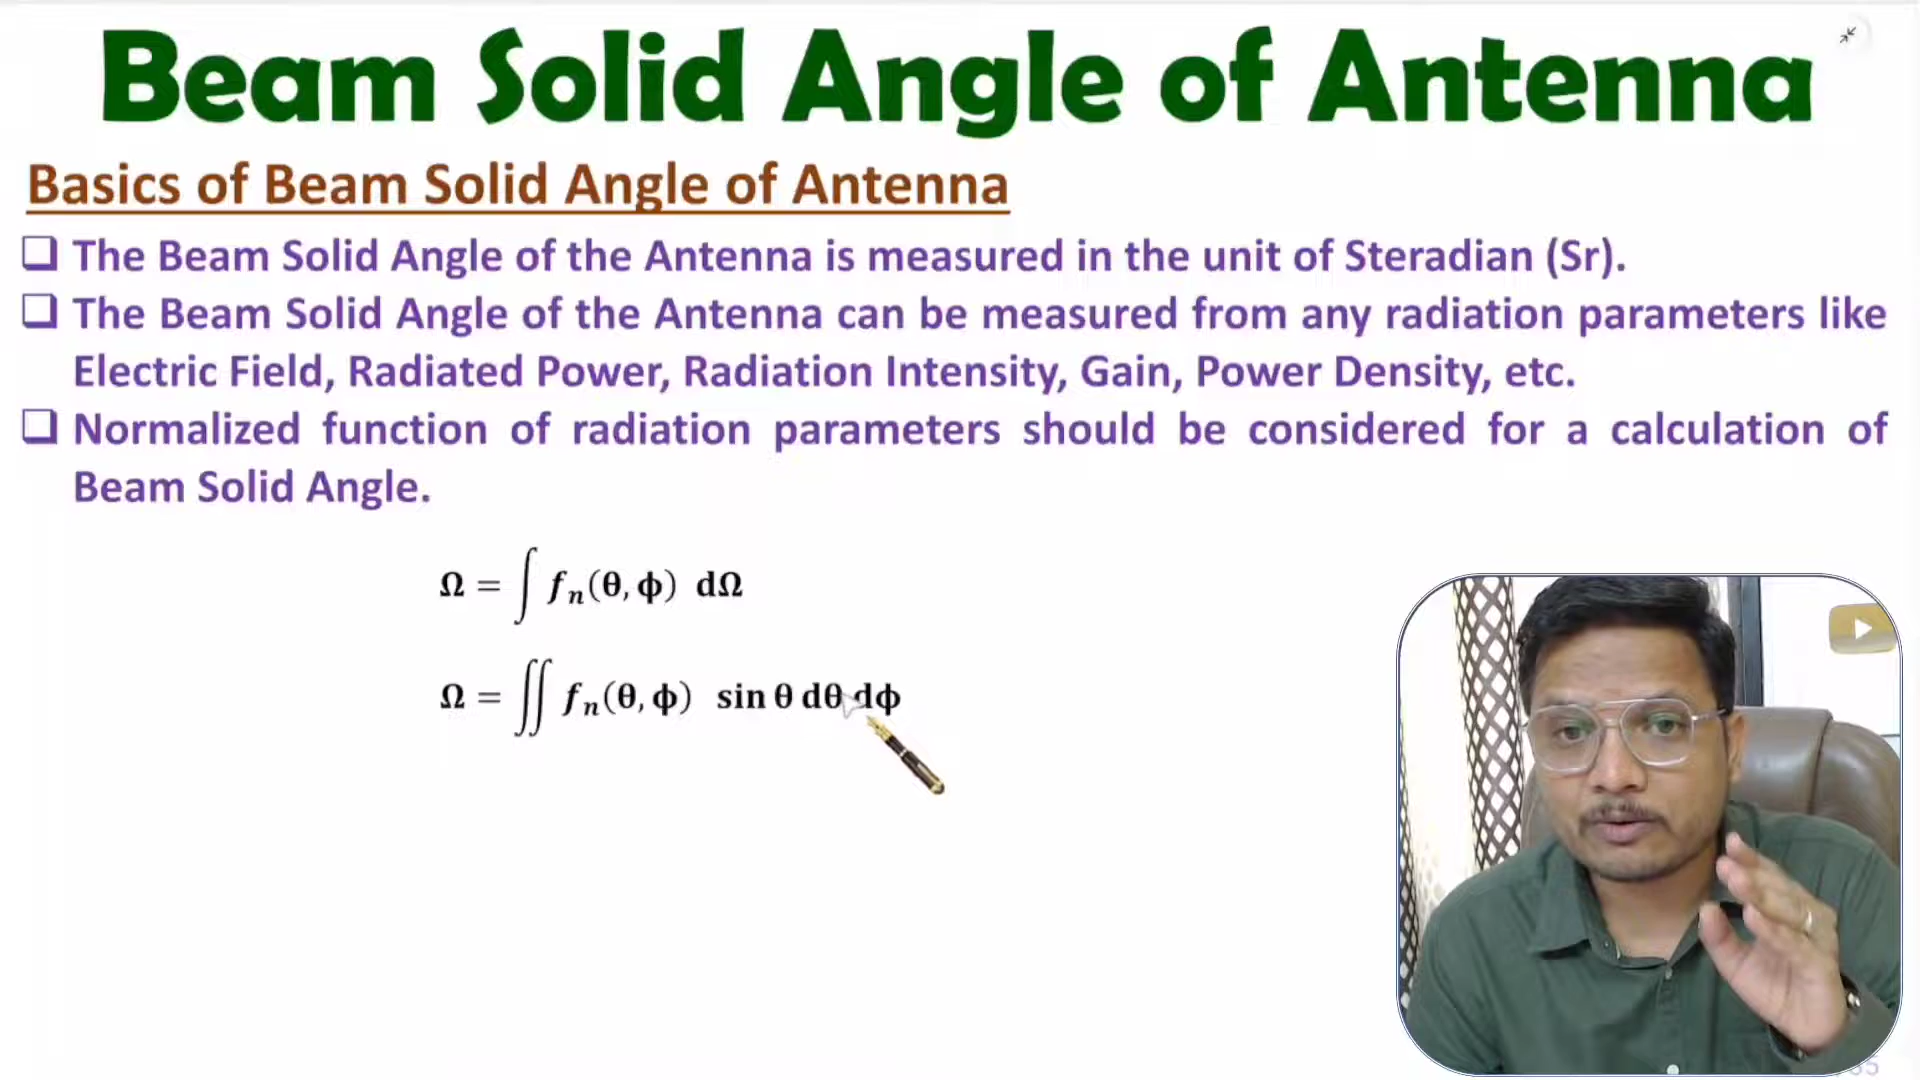 Beam Solid Angle of Antenna
Basics of Beam Solid Angle of Antenna
❑ The Beam Solid Angle of the Antenna is measured in the unit of Steradian (Sr).
❑ The Beam Solid Angle of the Antenna can be measured from any radiation parameters like
Electric Field, Radiated Power, Radiation Intensity, Gain, Power Density, etc.
❑ Normalized function of radiation parameters should be considered for a calculation of
Beam Solid Angle.
Ω = ∫ fₙ(θ, ϕ) dΩ
Ω = ∬ fₙ(θ, ϕ) sin θ dθ dϕ